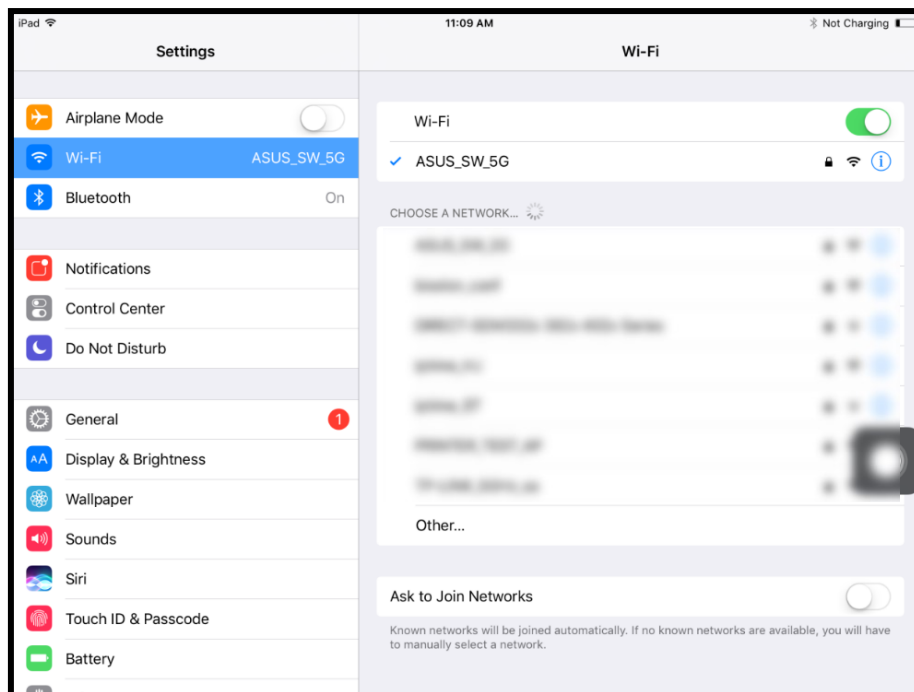 iPad 11:09 AM Not Charging
Settings
Wi-Fi
Airplane Mode
Wi-Fi ASUS_SW_5G
Bluetooth On
Notifications
Control Center
Do Not Disturb
General 1
AA Display & Brightness
Wallpaper
Sounds
Siri
Touch ID & Passcode
Battery
Wi-Fi
ASUS_SW_5G
CHOOSE A NETWORK...
Other...
Ask to Join Networks
Known networks will be joined automatically. If no known networks are available, you will have
to manually select a network.